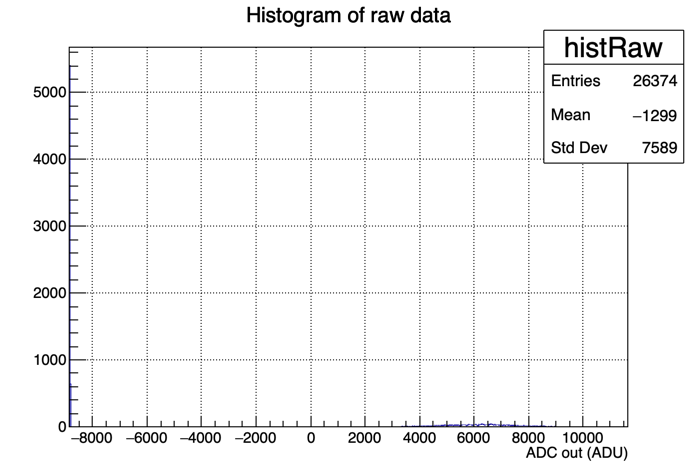 Histogram of raw data
histRaw
Entries 26374
Mean −1299
Std Dev 7589
5000
4000
3000
2000
1000
0
−8000 −6000 −4000 −2000 0 2000 4000 6000 8000 10000
ADC out (ADU)